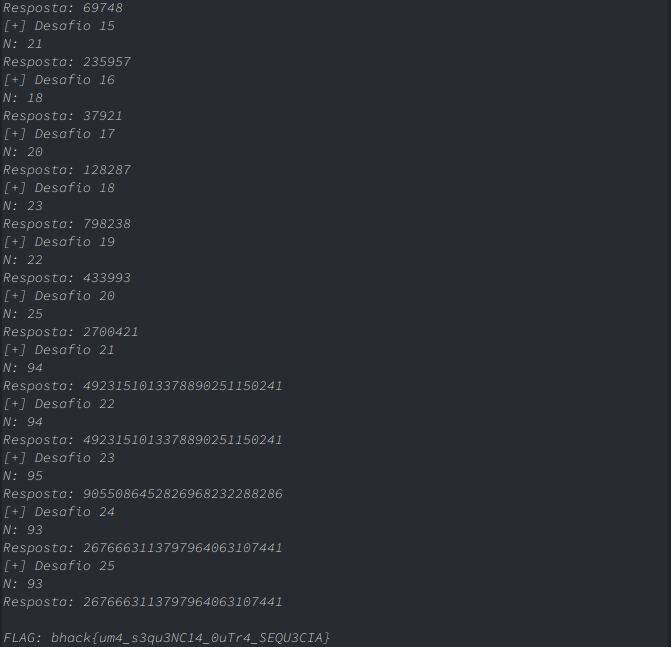 Resposta: 69748
[+] Desafio 15
N: 21
Resposta: 235957
[+] Desafio 16
N: 18
Resposta: 37921
[+] Desafio 17
N: 20
Resposta: 128287
[+] Desafio 18
N: 23
Resposta: 798238
[+] Desafio 19
N: 22
Resposta: 433993
[+] Desafio 20
N: 25
Resposta: 2700421
[+] Desafio 21
N: 94
Resposta: 4923151013378890251150241
[+] Desafio 22
N: 94
Resposta: 4923151013378890251150241
[+] Desafio 23
N: 95
Resposta: 9055086452826968232288286
[+] Desafio 24
N: 93
Resposta: 2676663113797964063107441
[+] Desafio 25
N: 93
Resposta: 2676663113797964063107441
FLAG: bhack{um4_s3qu3NC14_0uTr4_SEQU3CIA}